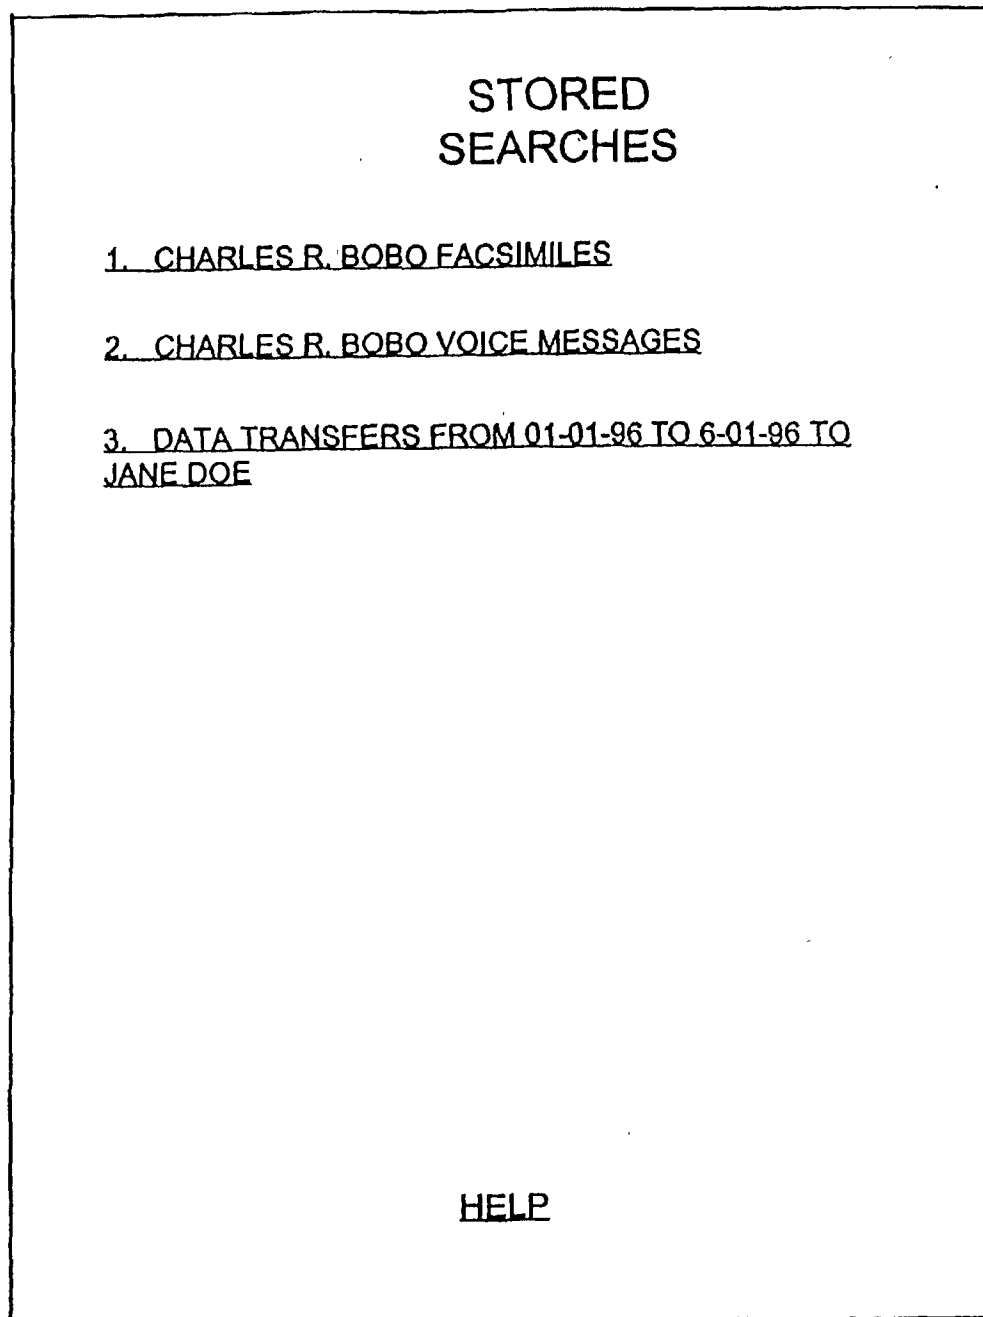 STORED
SEARCHES
1. CHARLES R. BOBO FACSIMILES
2. CHARLES R. BOBO VOICE MESSAGES
3. DATA TRANSFERS FROM 01-01-96 TO 6-01-96 TO
JANE DOE
HELP